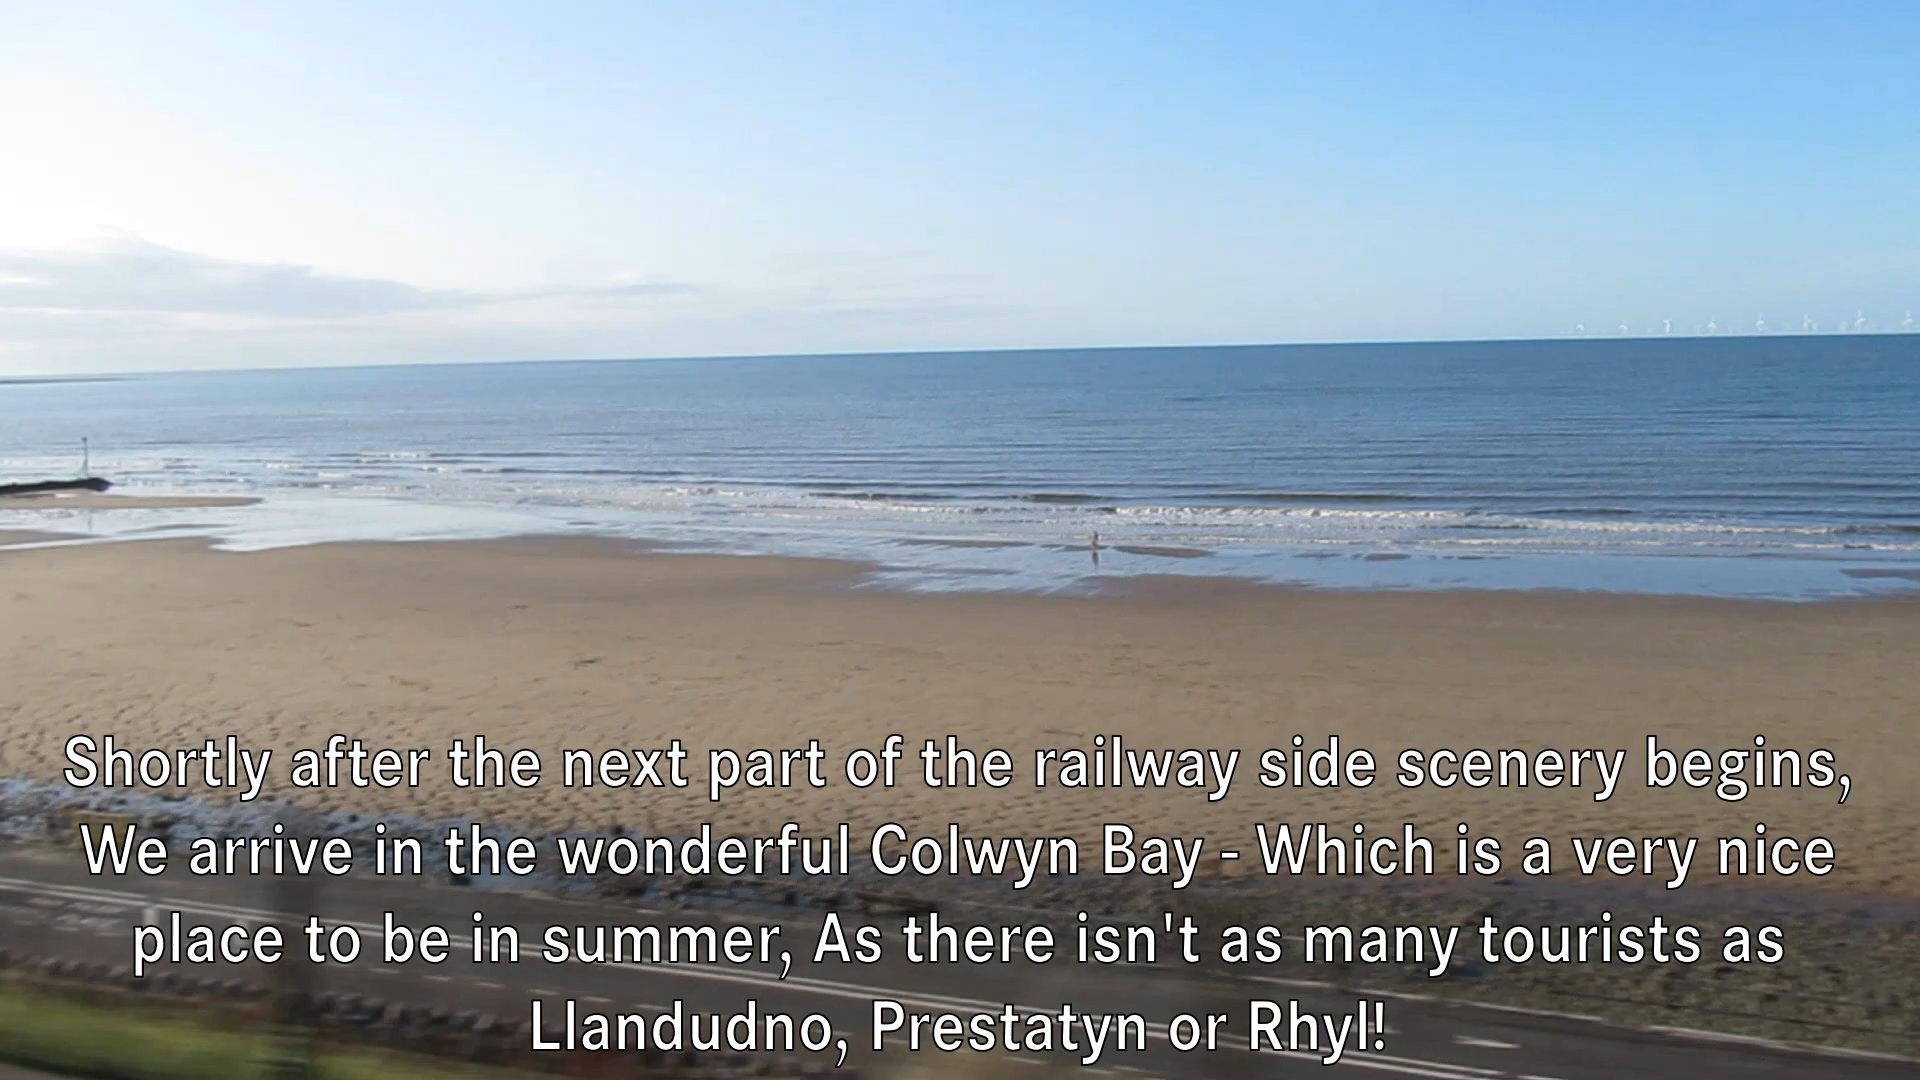 Shortly after the next part of the railway side scenery begins,
We arrive in the wonderful Colwyn Bay - Which is a very nice
place to be in summer, As there isn't as many tourists as
Llandudno, Prestatyn or Rhyl!